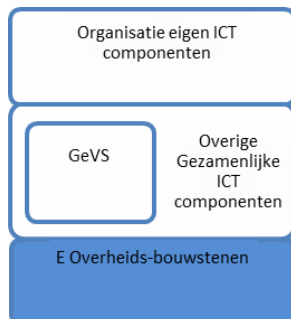 Organisatie eigen ICT
componenten
GeVS
Overige
Gezamenlijke
ICT
componenten
E Overheids-bouwstenen